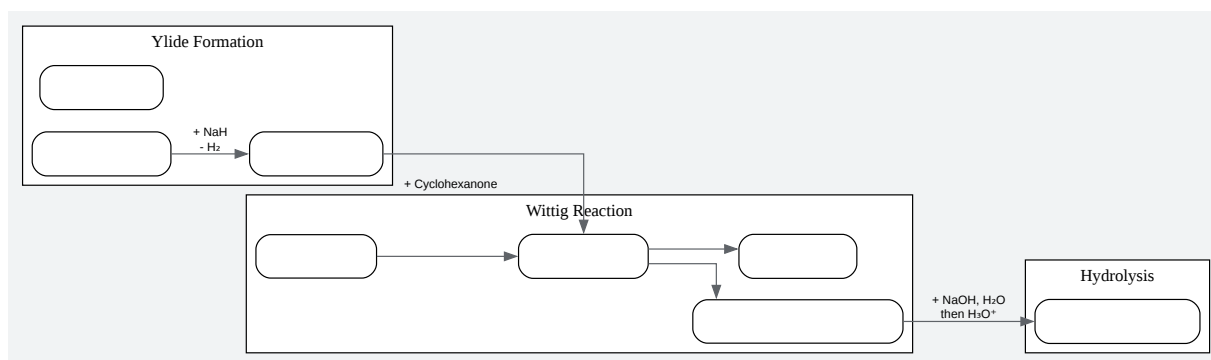 Ylide Formation
+ NaH
- H₂
+ Cyclohexanone
Wittig Reaction
Hydrolysis
+ NaOH, H₂O
then H₃O⁺